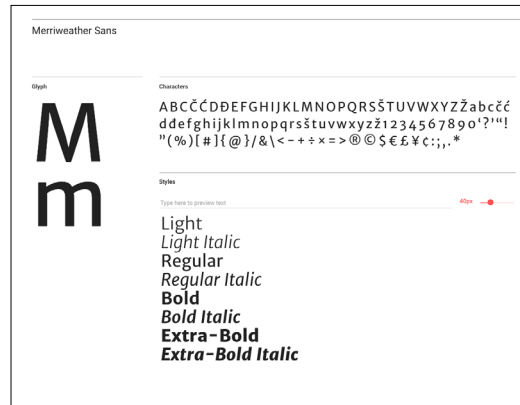 Merriweather Sans
Glyph
M
m
Characters
ABCČĆDĐEFGHIJKLMNOPQRSŠTUVWXYZŽabcčć
dđefghijklmnopqrsštuvwxyzž1234567890‘?’“!
”(%)[#]{@}/&\<-+÷×=>®©$€£¥¢:;,.*
Styles
Type here to preview text
40px
Light
Light Italic
Regular
Regular Italic
Bold
Bold Italic
Extra-Bold
Extra-Bold Italic